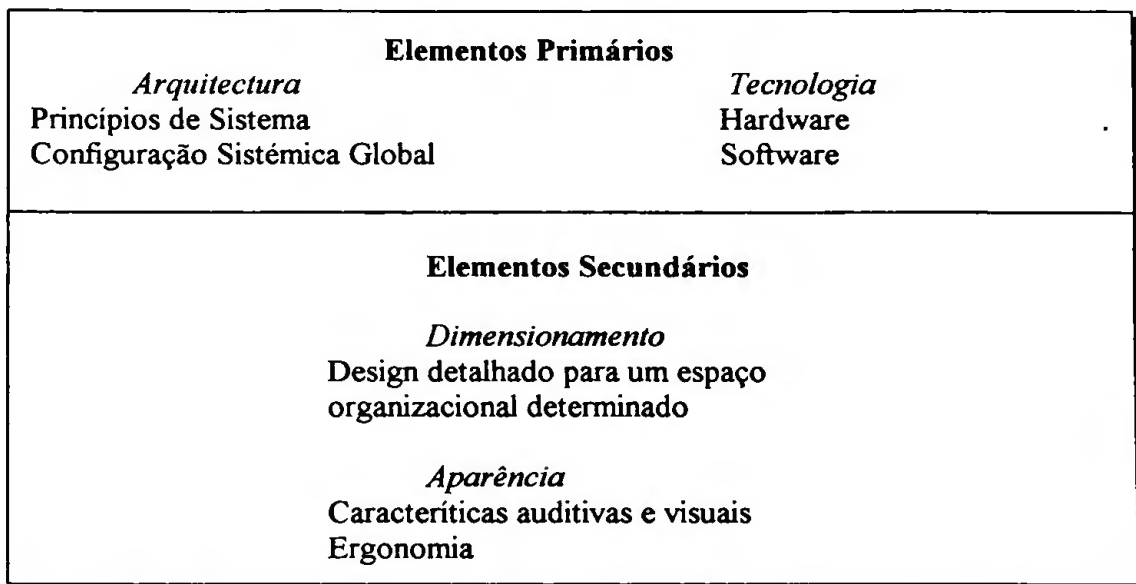 Elementos Primários
Arquitectura Tecnologia
Princípios de Sistema Hardware
Configuração Sistémica Global Software
Elementos Secundários
Dimensionamento
Design detalhado para um espaço
organizacional determinado
Aparência
Caracteríticas auditivas e visuais
Ergonomia